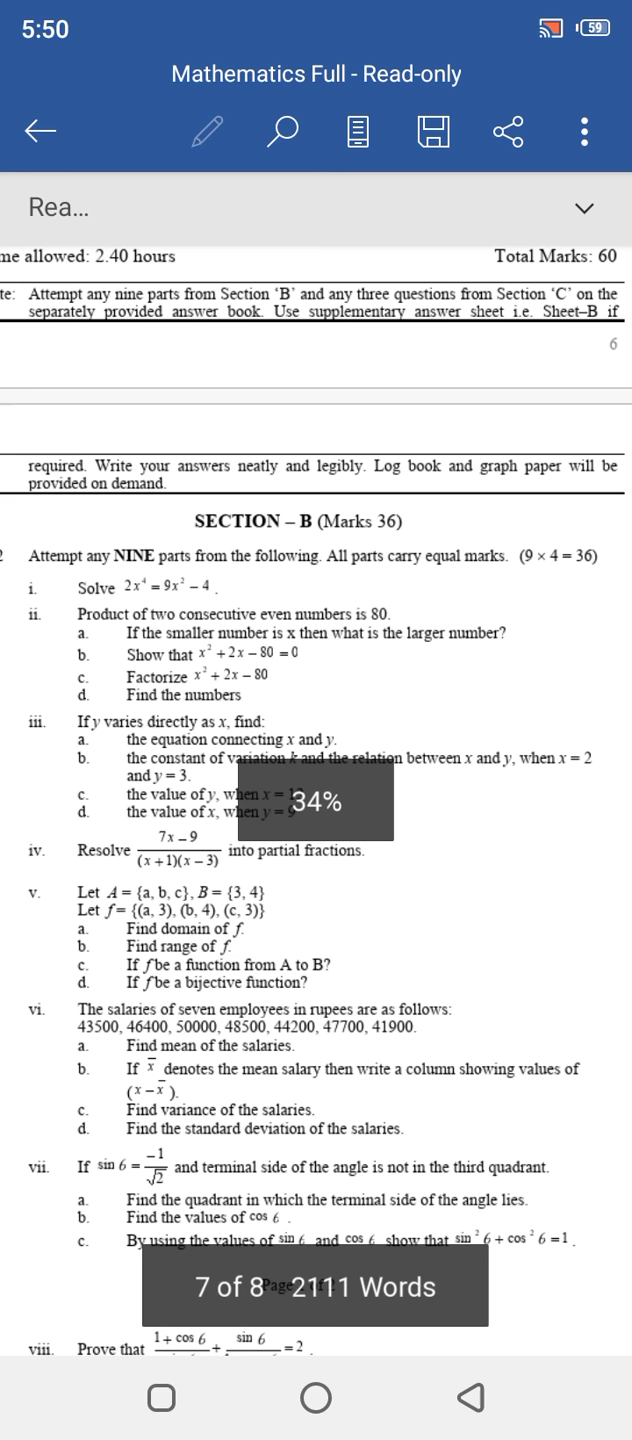 5:50
59
Mathematics Full - Read-only
Rea...
me allowed: 2.40 hours Total Marks: 60
te: Attempt any nine parts from Section ‘B’ and any three questions from Section ‘C’ on the
separately provided answer book. Use supplementary answer sheet i.e. Sheet–B if
6
required. Write your answers neatly and legibly. Log book and graph paper will be
provided on demand.
SECTION – B (Marks 36)
2 Attempt any NINE parts from the following. All parts carry equal marks. (9 × 4 = 36)
i. Solve 2x⁴ = 9x² – 4 .
ii. Product of two consecutive even numbers is 80.
a. If the smaller number is x then what is the larger number?
b. Show that x² + 2x – 80 = 0
c. Factorize x² + 2x – 80
d. Find the numbers
iii. If y varies directly as x, find:
a. the equation connecting x and y.
b. the constant of variation k and the relation between x and y, when x = 2
and y = 3.
c. the value of y, when x =
d. the value of x, when y = 9
34%
iv. Resolve (7x – 9)/((x + 1)(x – 3)) into partial fractions.
v. Let A = {a, b, c}, B = {3, 4}
Let f = {(a, 3), (b, 4), (c, 3)}
a. Find domain of f.
b. Find range of f.
c. If f be a function from A to B?
d. If f be a bijective function?
vi. The salaries of seven employees in rupees are as follows:
43500, 46400, 50000, 48500, 44200, 47700, 41900.
a. Find mean of the salaries.
b. If x̄ denotes the mean salary then write a column showing values of
(x – x̄ ).
c. Find variance of the salaries.
d. Find the standard deviation of the salaries.
vii. If sin 6 = –1/√2 and terminal side of the angle is not in the third quadrant.
a. Find the quadrant in which the terminal side of the angle lies.
b. Find the values of cos 6 .
c. By using the values of sin 6 and cos 6 show that sin² 6 + cos² 6 = 1 .
7 of 8 2111 Words
Page
viii. Prove that 1 + cos 6 + sin 6 = 2 .